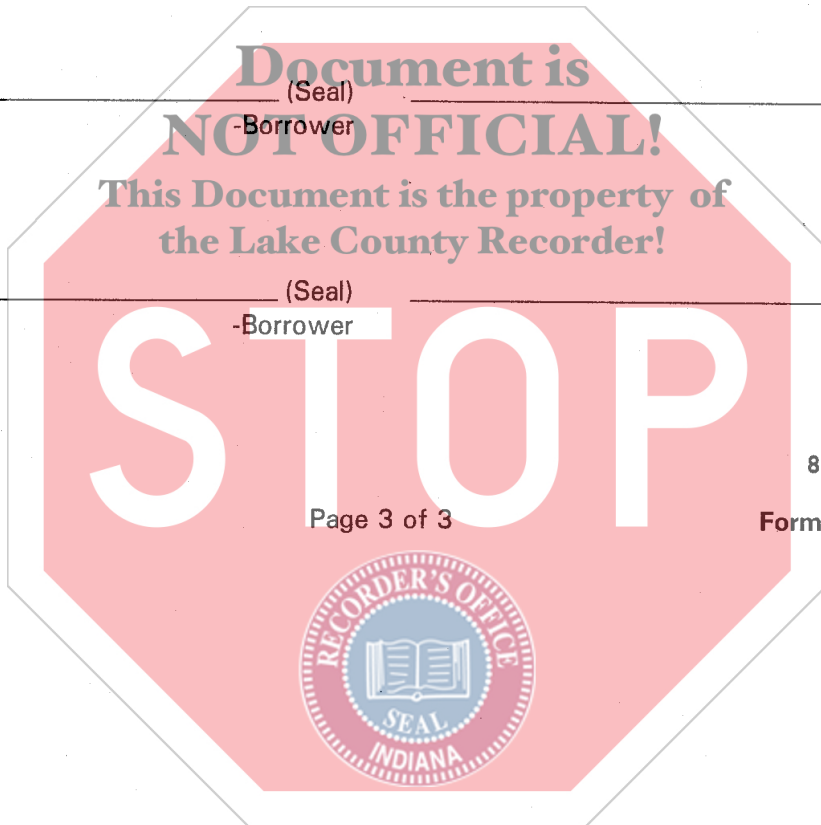 Document is
(Seal)
-Borrower
NOT OFFICIAL!
This Document is the property of
the Lake County Recorder!
(Seal)
-Borrower
STOP
8
Page 3 of 3
Form
RECORDER'S OFFICE
SEAL
INDIANA